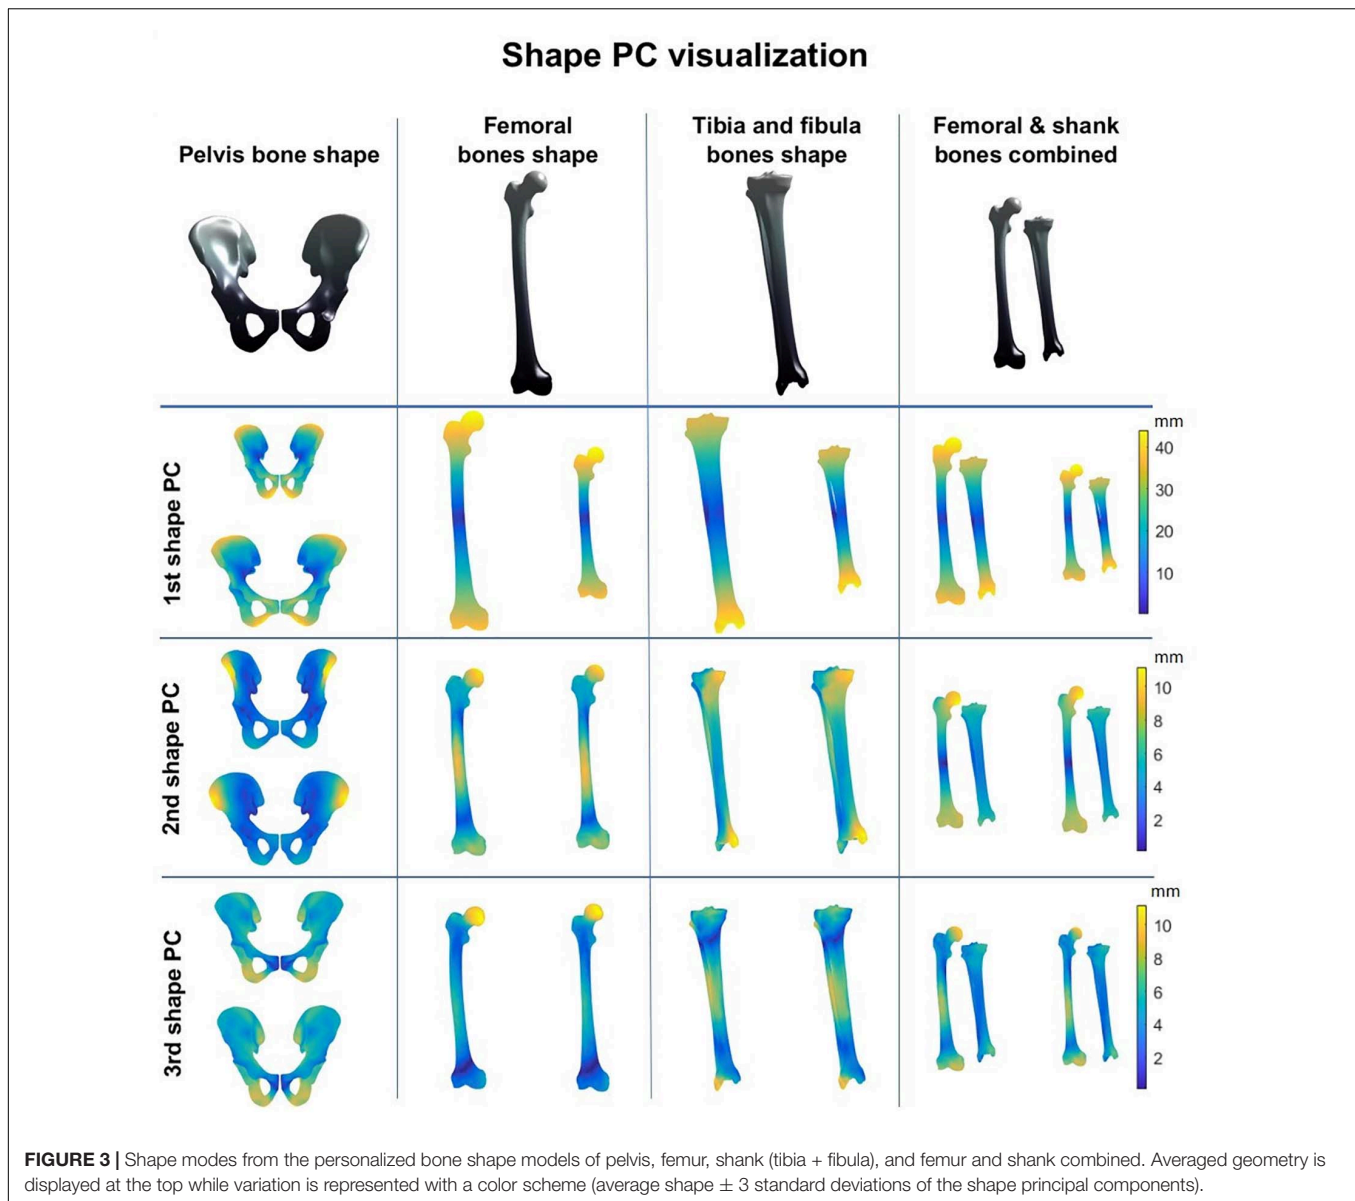 Shape PC visualization
Pelvis bone shape
Femoral
bones shape
Tibia and fibula
bones shape
Femoral & shank
bones combined
1st shape PC
mm
40
30
20
10
2nd shape PC
mm
10
8
6
4
2
3rd shape PC
mm
10
8
6
4
2
FIGURE 3 | Shape modes from the personalized bone shape models of pelvis, femur, shank (tibia + fibula), and femur and shank combined. Averaged geometry is
displayed at the top while variation is represented with a color scheme (average shape ± 3 standard deviations of the shape principal components).